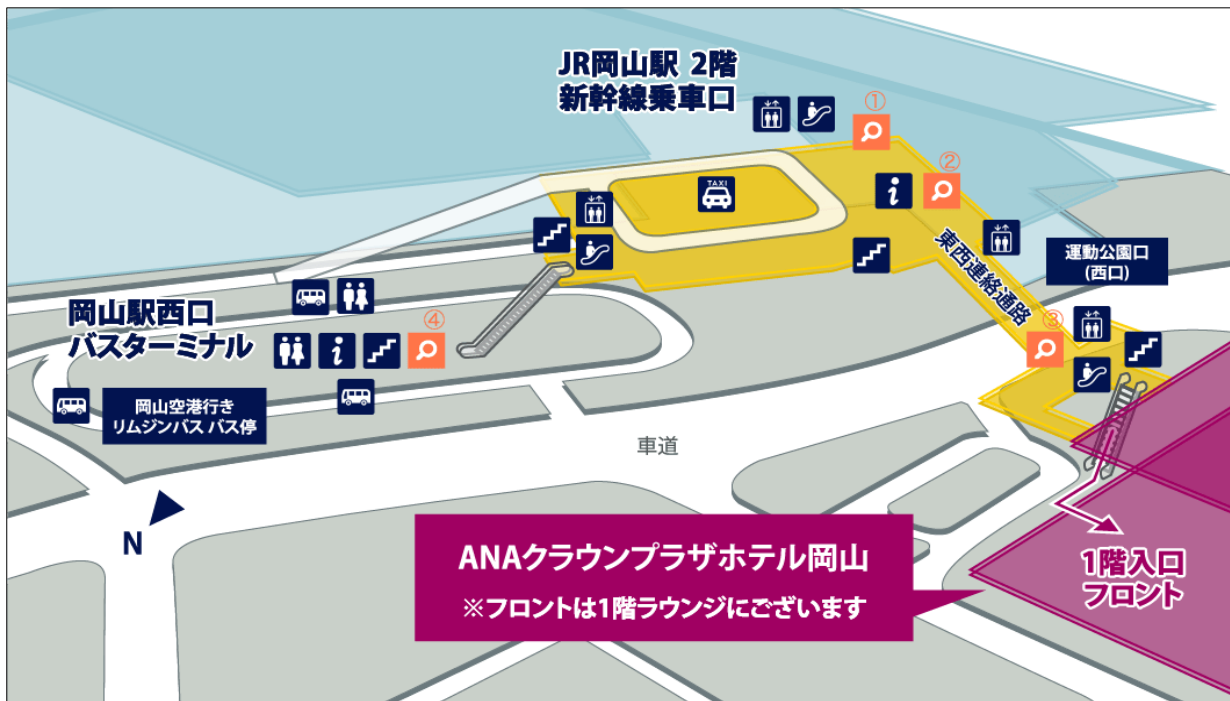 JR岡山駅 2階
新幹線乗車口
①
②
TAXI
i
東西連絡通路
運動公園口
(西口)
岡山駅西口
バスターミナル
④
③
i
岡山空港行き
リムジンバス バス停
車道
N
ANAクラウンプラザホテル岡山
※フロントは1階ラウンジにございます
1階入口
フロント